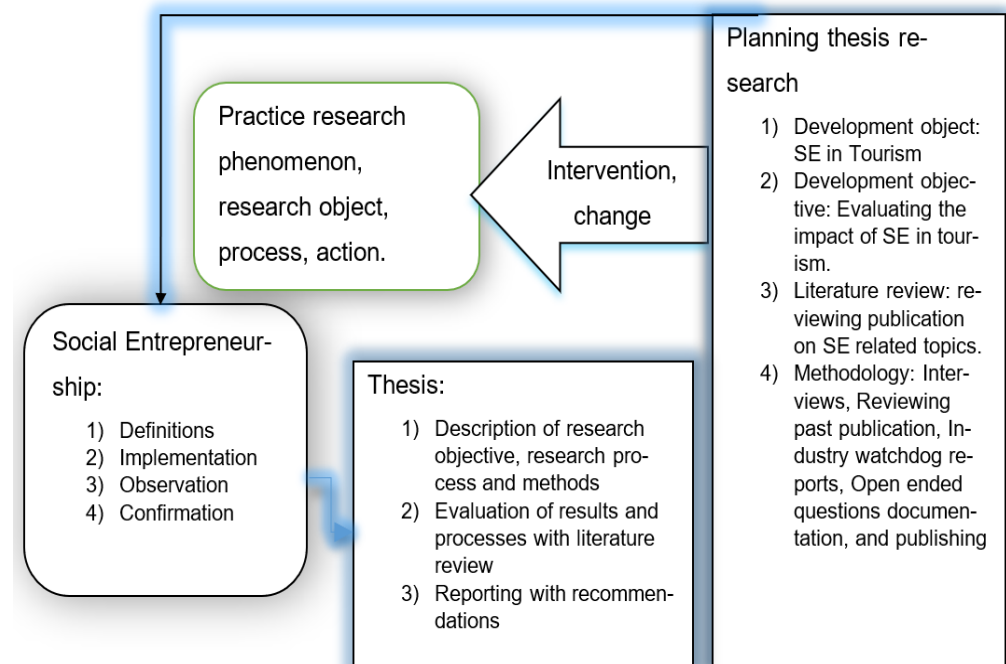 Planning thesis re-
search
1) Development object:
SE in Tourism
2) Development objec-
tive: Evaluating the
impact of SE in tour-
ism.
3) Literature review: re-
viewing publication
on SE related topics.
4) Methodology: Inter-
views, Reviewing
past publication, In-
dustry watchdog re-
ports, Open ended
questions documen-
tation, and publishing
Intervention,
change
Practice research
phenomenon,
research object,
process, action.
Social Entrepreneur-
ship:
1) Definitions
2) Implementation
3) Observation
4) Confirmation
Thesis:
1) Description of research
objective, research pro-
cess and methods
2) Evaluation of results and
processes with literature
review
3) Reporting with recommen-
dations